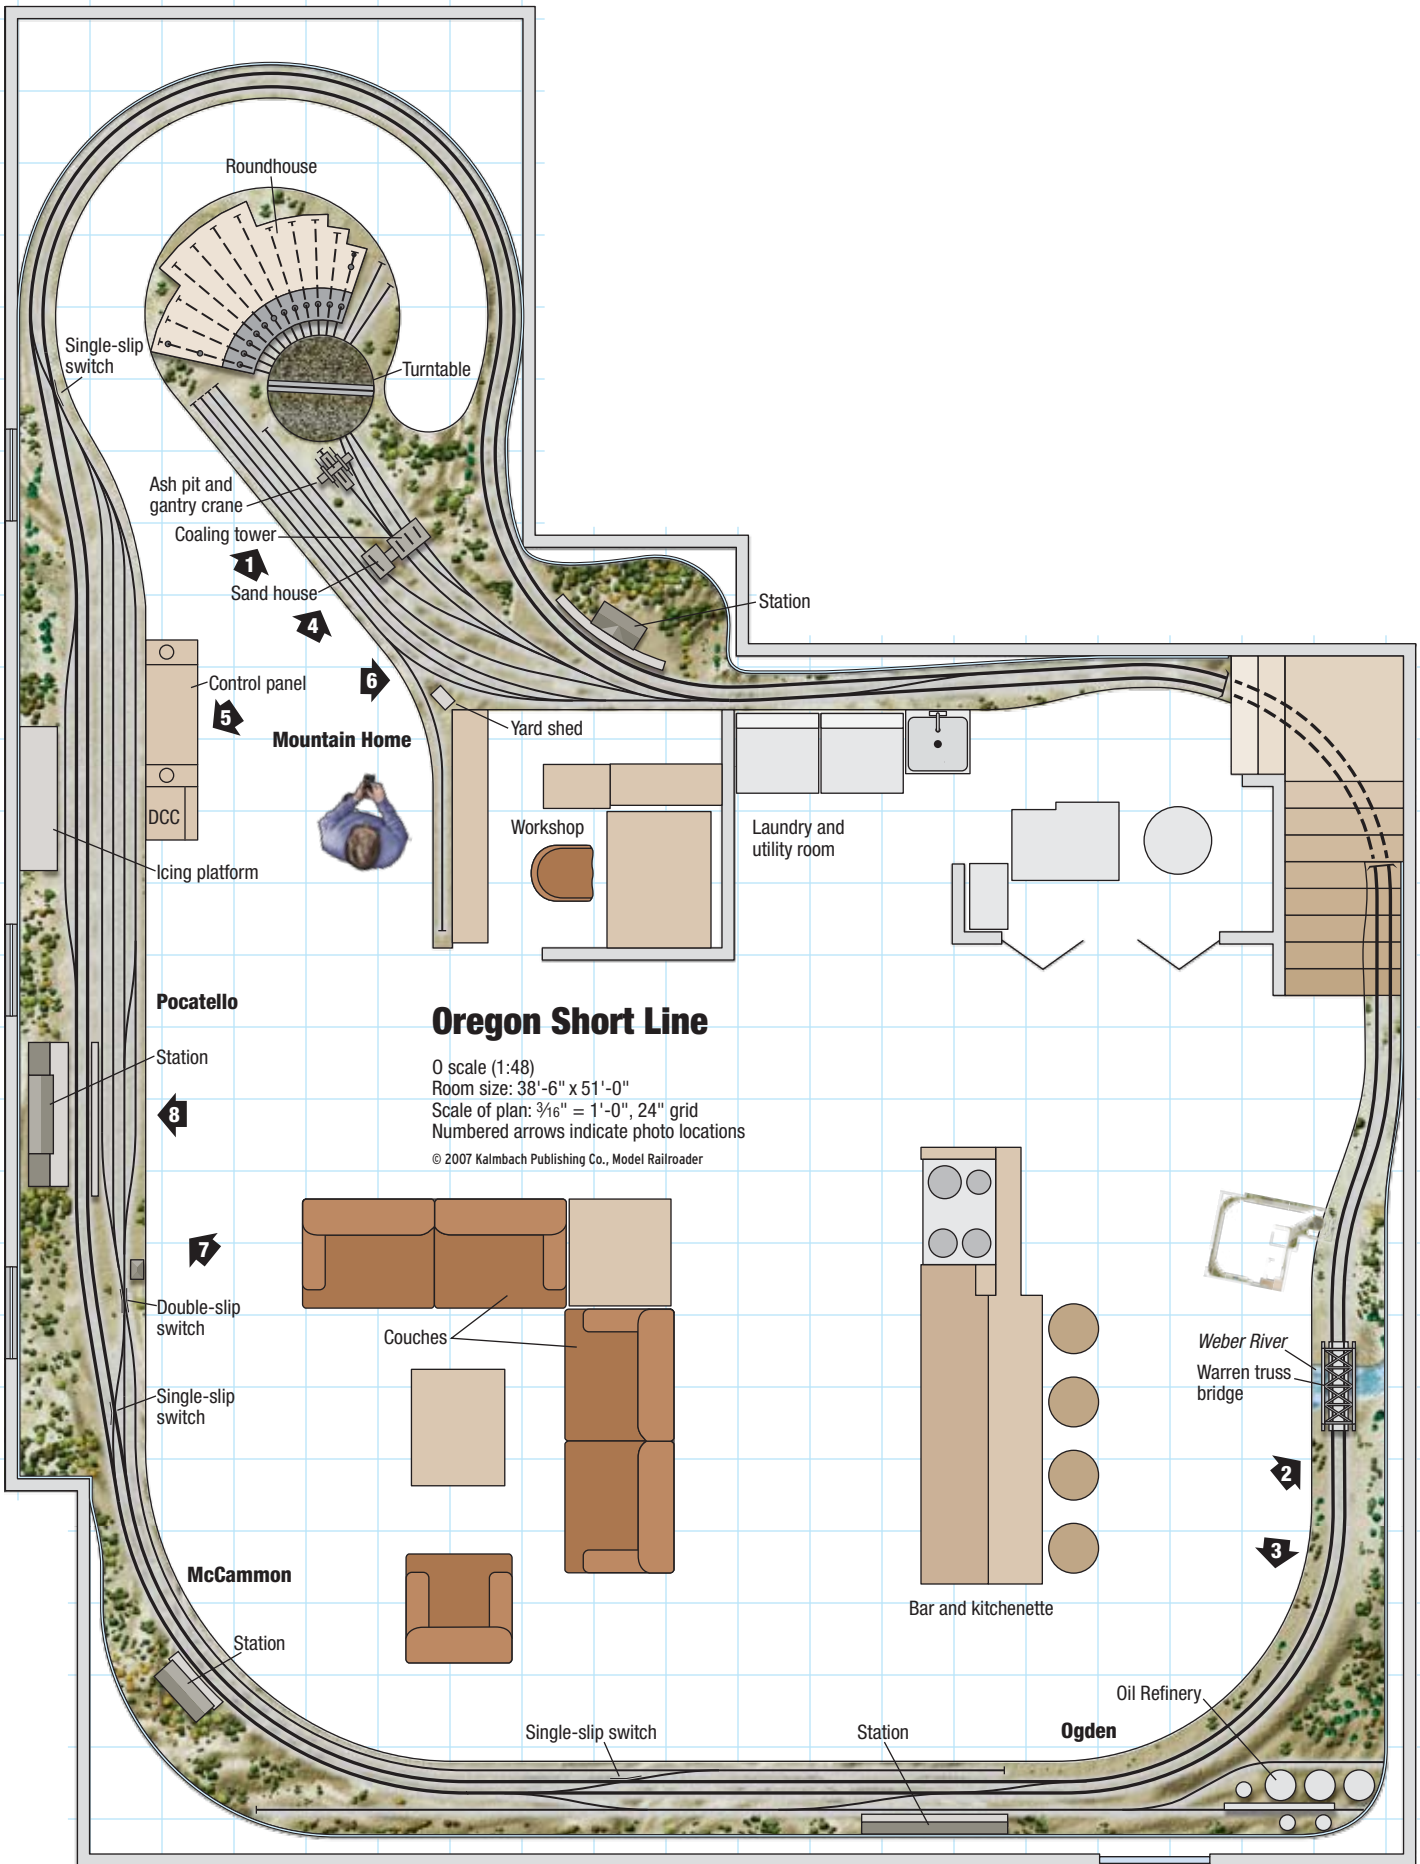 Roundhouse
Single-slip
switch
Turntable
Ash pit and
gantry crane
Coaling tower
1
Sand house
4
Station
6
Control panel
5
Yard shed
Mountain Home
DCC
Workshop
Laundry and
utility room
Icing platform
Pocatello
Oregon Short Line
Station
O scale (1:48)
Room size: 38'-6" x 51'-0"
Scale of plan: 3⁄16" = 1'-0", 24" grid
Numbered arrows indicate photo locations
© 2007 Kalmbach Publishing Co., Model Railroader
8
7
Double-slip
switch
Couches
Weber River
Warren truss
bridge
Single-slip
switch
2
3
McCammon
Bar and kitchenette
Station
Oil Refinery
Single-slip switch
Station
Ogden